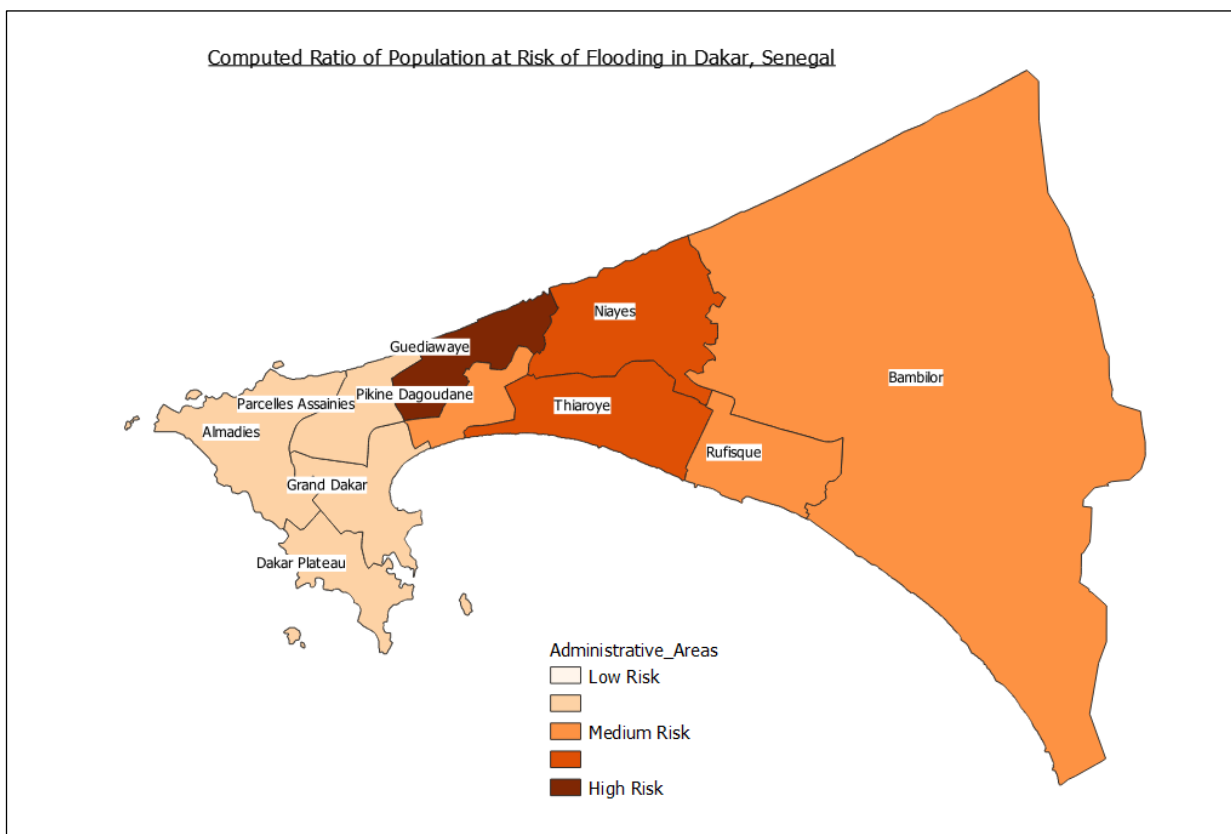 Computed Ratio of Population at Risk of Flooding in Dakar, Senegal
Niayes
Guediawaye
Bambilor
Pikine Dagoudane
Parcelles Assainies
Thiaroye
Almadies
Rufisque
Grand Dakar
Dakar Plateau
Administrative_Areas
Low Risk
Medium Risk
High Risk